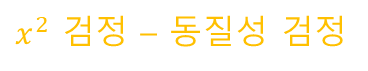 𝑥² 검정 – 동질성 검정